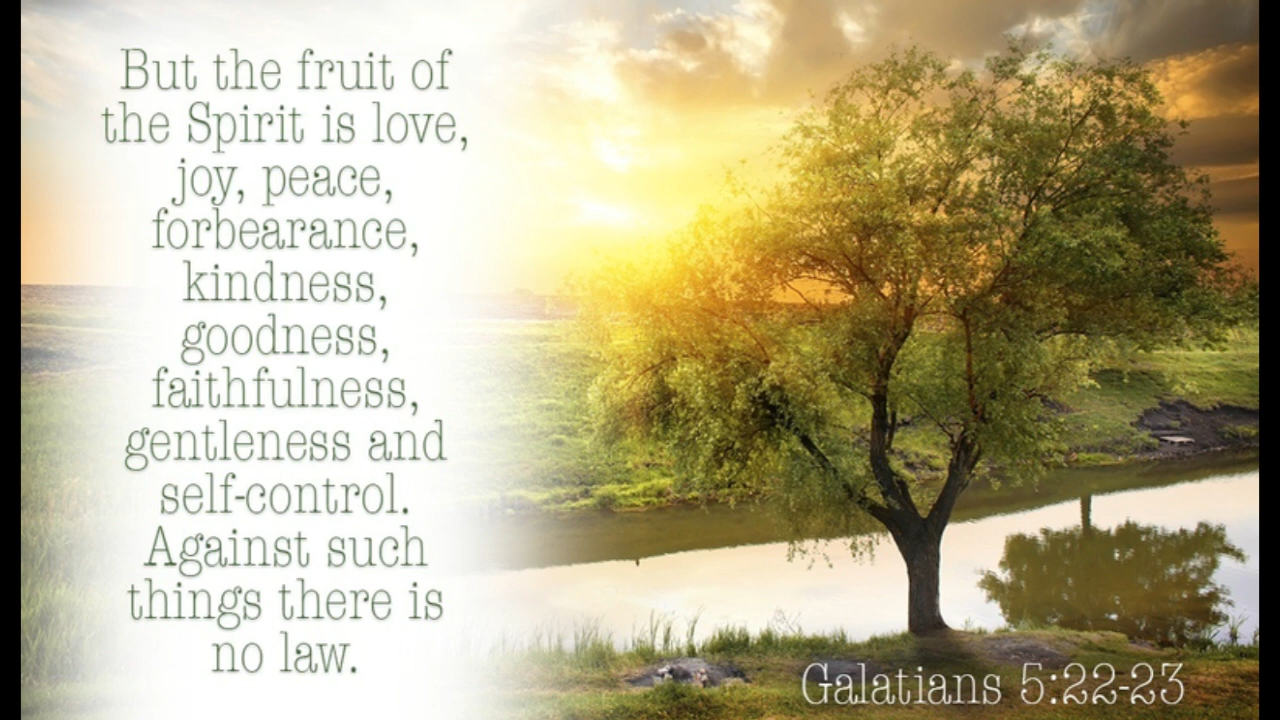 But the fruit of
the Spirit is love,
joy, peace,
forbearance,
kindness,
goodness,
faithfulness,
gentleness and
self-control.
Against such
things there is
no law.
Galatians 5:22-23